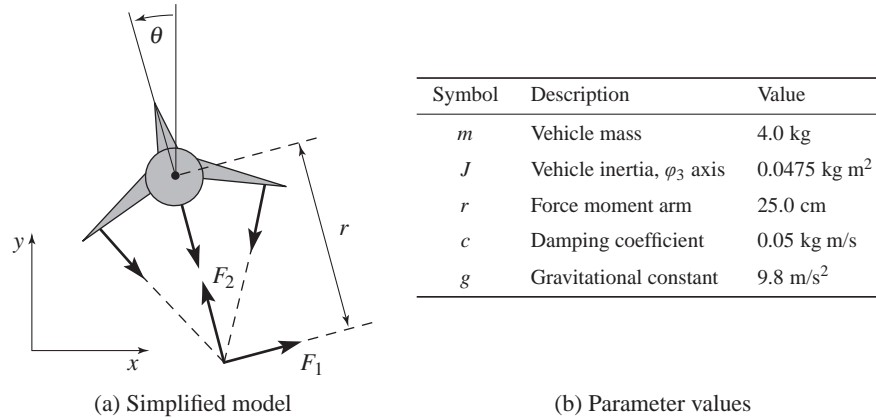 θ
r
y
F₂
x
F₁
(a) Simplified model
Symbol Description Value
m Vehicle mass 4.0 kg
J Vehicle inertia, φ₃ axis 0.0475 kg m²
r Force moment arm 25.0 cm
c Damping coefficient 0.05 kg m/s
g Gravitational constant 9.8 m/s²
(b) Parameter values